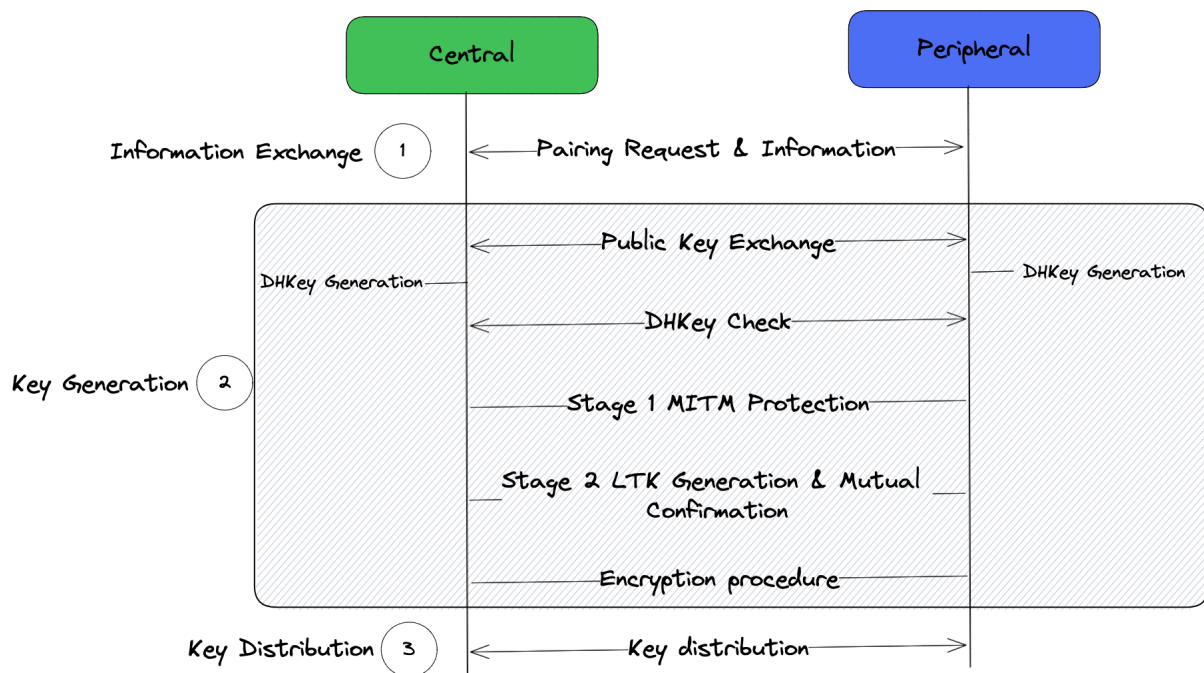 Central
Peripheral
Information Exchange 1
Pairing Request & Information
Public Key Exchange
DHKey Generation
DHKey Generation
DHKey Check
Key Generation 2
Stage 1 MITM Protection
Stage 2 LTK Generation & Mutual
Confirmation
Encryption procedure
Key Distribution 3
Key distribution